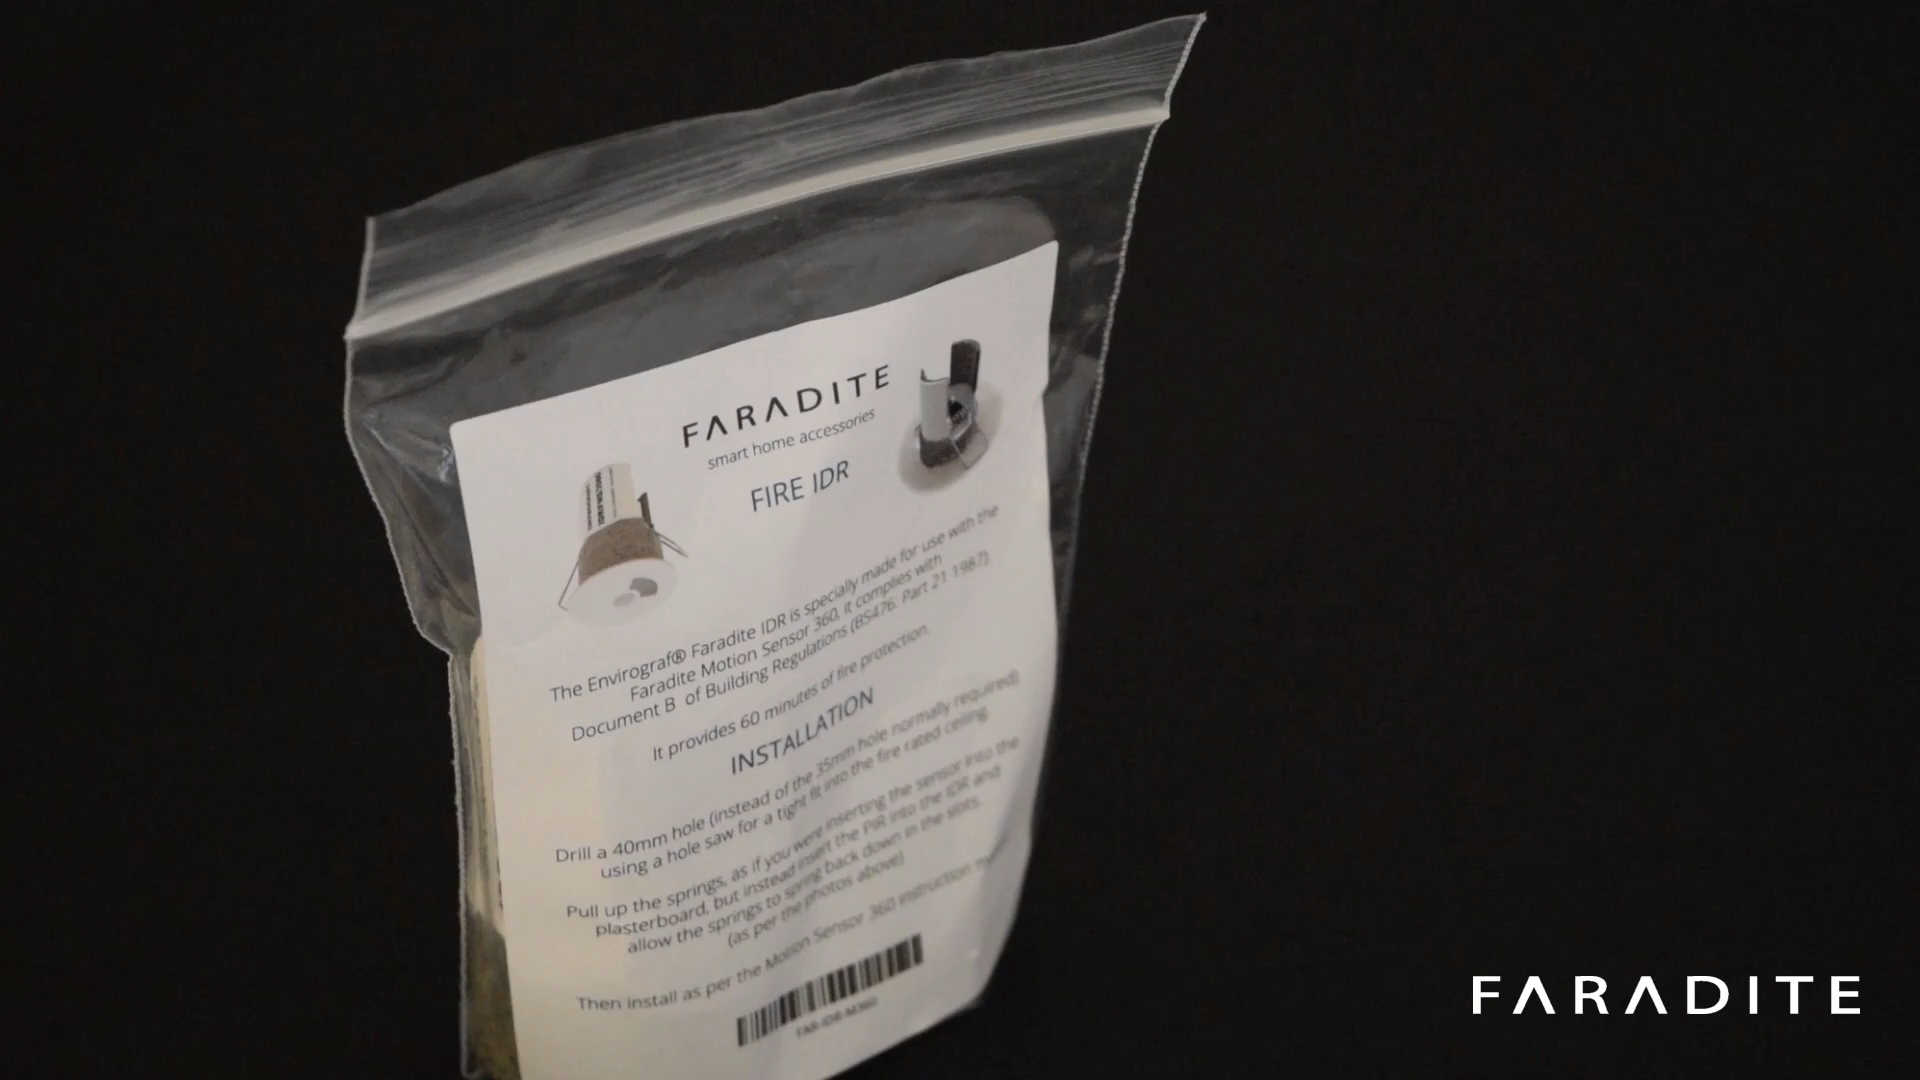 FARADITE
smart home accessories
FIRE IDR
The Envirograf® Faradite IDR is specially made for use with the
Faradite Motion Sensor 360, it complies with
Document B of Building Regulations (BS476: Part 21 1987).
It provides 60 minutes of fire protection.
INSTALLATION
Drill a 40mm hole (instead of the 35mm hole normally required)
using a hole saw for a tight fit into the fire rated ceiling.
Pull up the springs, as if you were inserting the sensor into the
plasterboard, but instead insert the PIR into the IDR and
allow the springs to spring back down in the slots.
(as per the photos above)
Then install as per the Motion Sensor 360 instruction
FAR-IDR-M360
FARADITE